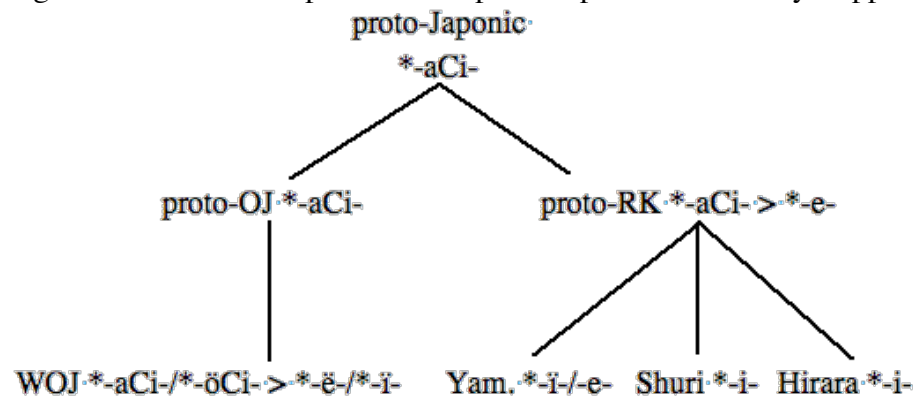 proto-Japonic
*-aCi-
proto-OJ *-aCi-
proto-RK *-aCi- > *-e-
WOJ *-aCi-/*-öCi- > *-ë-/*-ï-
Yam. *-ï-/-e-
Shuri *-i-
Hirara *-i-